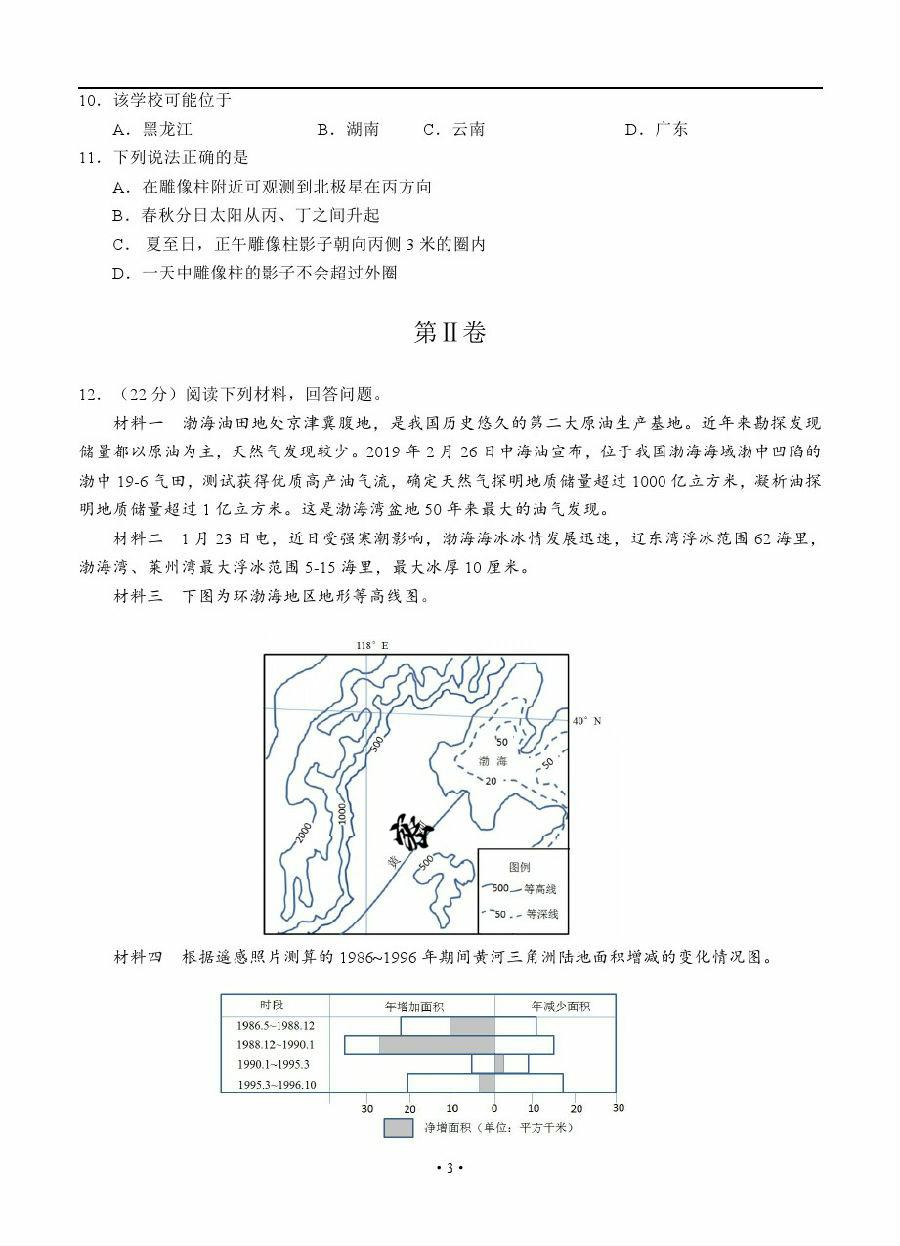 10．该学校可能位于
A．黑龙江 B．湖南 C．云南 D．广东
11．下列说法正确的是
A．在雕像柱附近可观测到北极星在丙方向
B．春秋分日太阳从丙、丁之间升起
C． 夏至日，正午雕像柱影子朝向丙侧 3 米的圈内
D．一天中雕像柱的影子不会超过外圈
第Ⅱ卷
12．（22 分）阅读下列材料，回答问题。
材料一 渤海油田地处京津冀腹地，是我国历史悠久的第二大原油生产基地。近年来勘探发现
储量都以原油为主，天然气发现较少。2019 年 2 月 26 日中海油宣布，位于我国渤海海域渤中凹陷的
渤中 19-6 气田，测试获得优质高产油气流，确定天然气探明地质储量超过 1000 亿立方米，凝析油探
明地质储量超过 1 亿立方米。这是渤海湾盆地 50 年来最大的油气发现。
材料二 1 月 23 日电，近日受强寒潮影响，渤海海冰冰情发展迅速，辽东湾浮冰范围 62 海里，
渤海湾、莱州湾最大浮冰范围 5-15 海里，最大冰厚 10 厘米。
材料三 下图为环渤海地区地形等高线图。
118° E
40° N
500
50
渤 海
50
20
1000
2000
黄
500
图例
500 等高线
50 等深线
材料四 根据遥感照片测算的 1986~1996 年期间黄河三角洲陆地面积增减的变化情况图。
时段 年增加面积 年减少面积
1986.5~1988.12
1988.12~1990.1
1990.1~1995.3
1995.3~1996.10
30 20 10 0 10 20 30
净增面积（单位：平方千米）
·3·